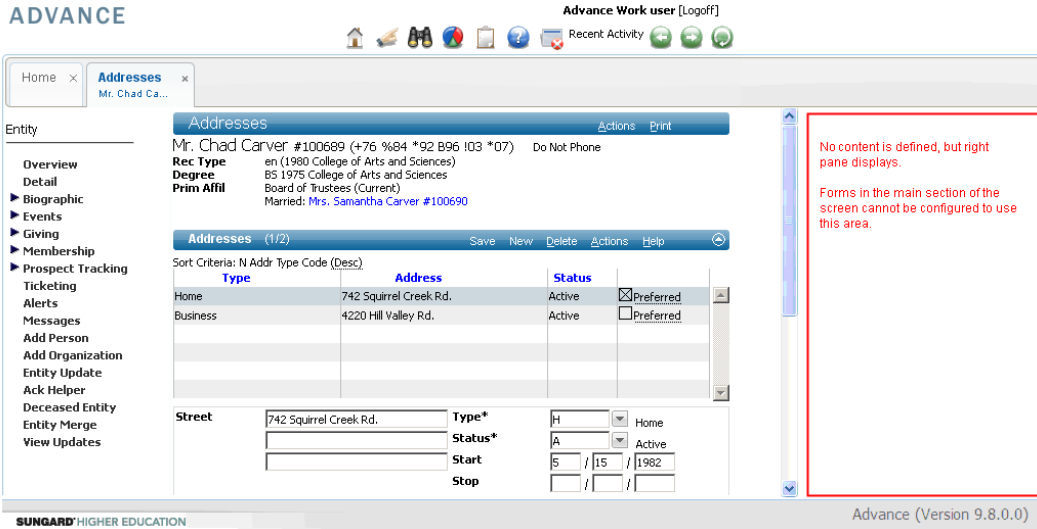 ADVANCE
Advance Work user [Logoff]
Recent Activity
Home ×
Addresses ×
Mr. Chad Ca...
Entity
Overview
Detail
Biographic
Events
Giving
Membership
Prospect Tracking
Ticketing
Alerts
Messages
Add Person
Add Organization
Entity Update
Ack Helper
Deceased Entity
Entity Merge
View Updates
Addresses Actions Print
Mr. Chad Carver #100689 (+76 %84 *92 B96 !03 *07) Do Not Phone
Rec Type en (1980 College of Arts and Sciences)
Degree BS 1975 College of Arts and Sciences
Prim Affil Board of Trustees (Current)
Married: Mrs. Samantha Carver #100690
Addresses (1/2) Save New Delete Actions Help
Sort Criteria: N Addr Type Code (Desc)
Type Address Status
Home 742 Squirrel Creek Rd. Active Preferred
Business 4220 Hill Valley Rd. Active Preferred
Street 742 Squirrel Creek Rd. Type* H Home
Status* A Active
Start 5 / 15 / 1982
Stop / /
No content is defined, but right
pane displays.
Forms in the main section of the
screen cannot be configured to use
this area.
SUNGARD' HIGHER EDUCATION
Advance (Version 9.8.0.0)